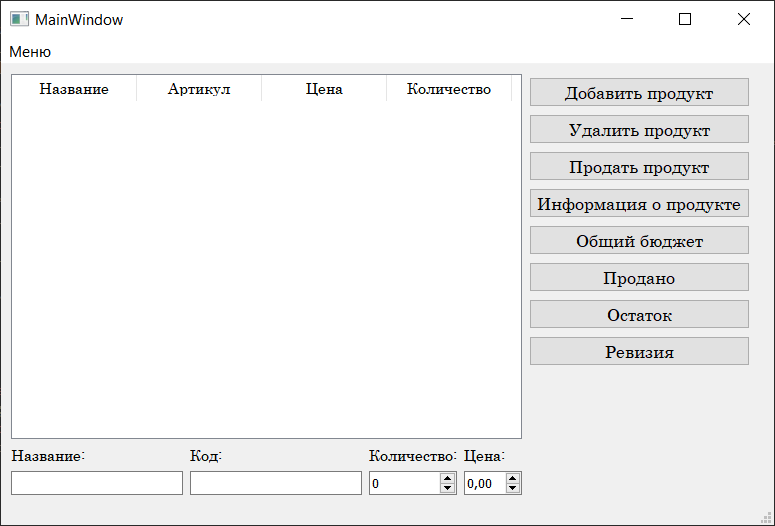 MainWindow
Меню
Название Артикул Цена Количество
Добавить продукт
Удалить продукт
Продать продукт
Информация о продукте
Общий бюджет
Продано
Остаток
Ревизия
Название: Код: Количество: Цена:
0 0,00